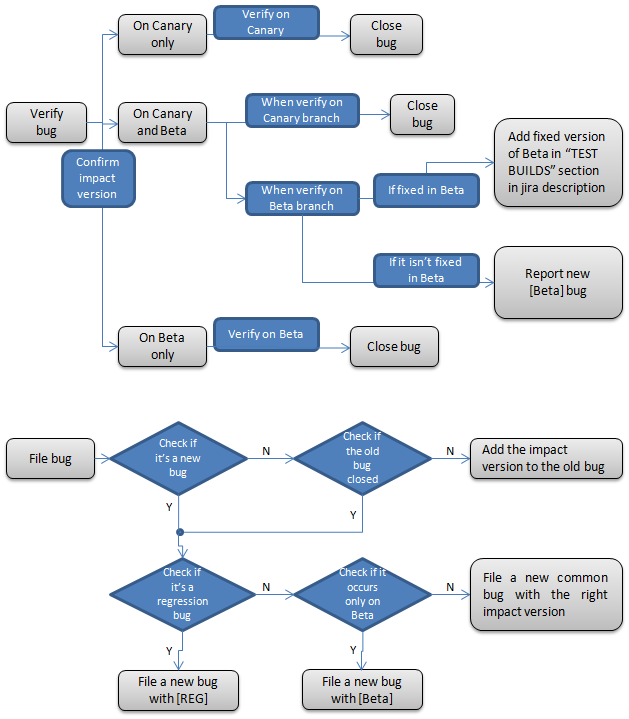 On Canary
only
Verify on
Canary
Close
bug
Verify
bug
On Canary
and Beta
When verify on
Canary branch
Close
bug
Confirm
impact
version
When verify on
Beta branch
If fixed in Beta
Add fixed version
of Beta in “TEST
BUILDS” section
in jira description
If it isn’t fixed
in Beta
Report new
[Beta] bug
On Beta
only
Verify on Beta
Close bug
File bug
Check if
it’s a new
bug
N
Check if
the old
bug
closed
N
Add the impact
version to the old bug
Y
Y
Check if
it’s a
regression
bug
N
Check if it
occurs
only on
Beta
N
File a new common
bug with the right
impact version
Y
Y
File a new bug
with [REG]
File a new bug
with [Beta]